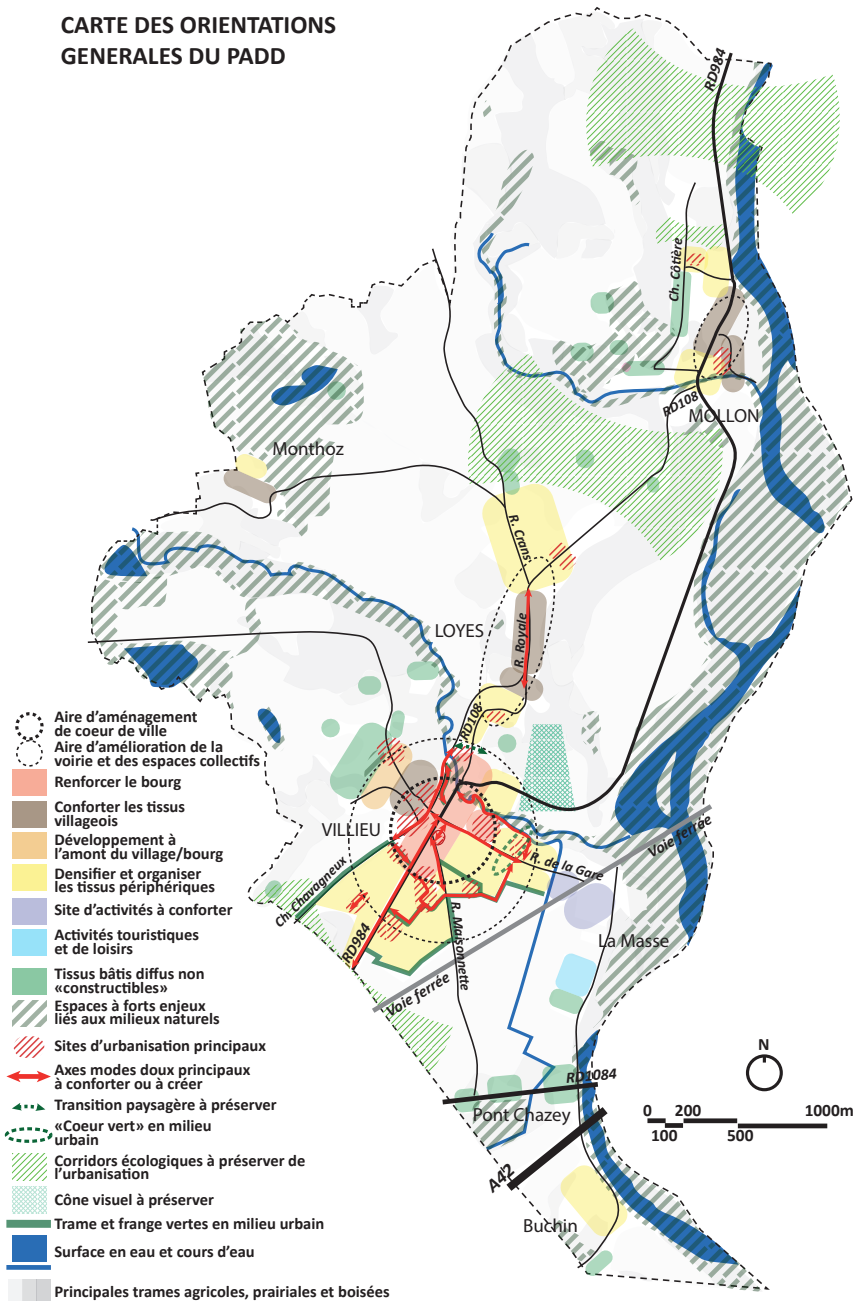 CARTE DES ORIENTATIONS
GENERALES DU PADD
RD984
Ch. Côtière
RD108
MOLLON
Monthoz
R. Crans
LOYES
R. Royale
RD108
VILLIEU
Ch. Chavagneux
RD984
R. Maisonnette
R. de la Gare
Voie ferrée
Voie ferrée
La Masse
RD1084
Pont Chazey
A42
Buchin
N
0 200 1000m
100 500
Aire d'aménagement
de coeur de ville
Aire d'amélioration de la
voirie et des espaces collectifs
Renforcer le bourg
Conforter les tissus
villageois
Développement à
l'amont du village/bourg
Densifier et organiser
les tissus périphériques
Site d'activités à conforter
Activités touristiques
et de loisirs
Tissus bâtis diffus non
«constructibles»
Espaces à forts enjeux
liés aux milieux naturels
Sites d'urbanisation principaux
Axes modes doux principaux
à conforter ou à créer
Transition paysagère à préserver
«Coeur vert» en milieu
urbain
Corridors écologiques à préserver de
l'urbanisation
Cône visuel à préserver
Trame et frange vertes en milieu urbain
Surface en eau et cours d'eau
Principales trames agricoles, prairiales et boisées